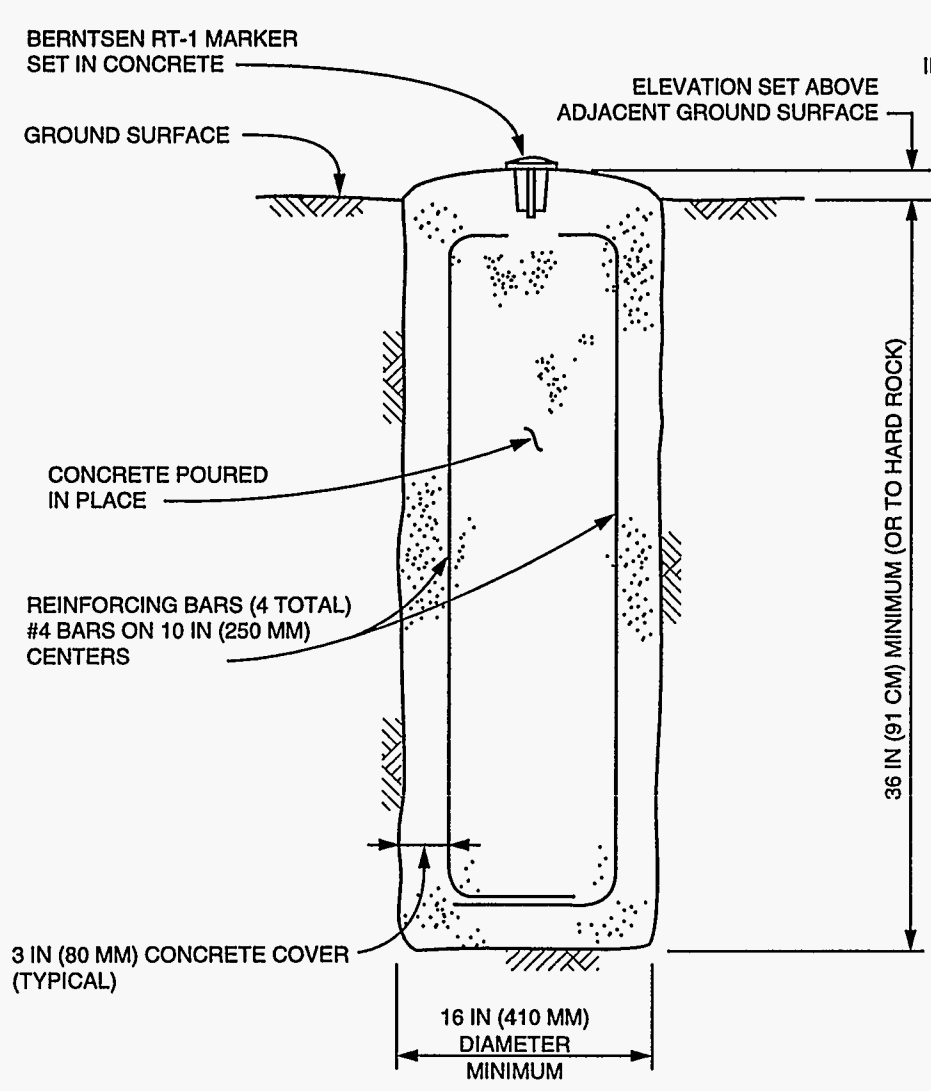 BERNTSEN RT-1 MARKER
SET IN CONCRETE
ELEVATION SET ABOVE
ADJACENT GROUND SURFACE
GROUND SURFACE
CONCRETE POURED
IN PLACE
REINFORCING BARS (4 TOTAL)
#4 BARS ON 10 IN (250 MM)
CENTERS
36 IN (91 CM) MINIMUM (OR TO HARD ROCK)
3 IN (80 MM) CONCRETE COVER
(TYPICAL)
16 IN (410 MM)
DIAMETER
MINIMUM